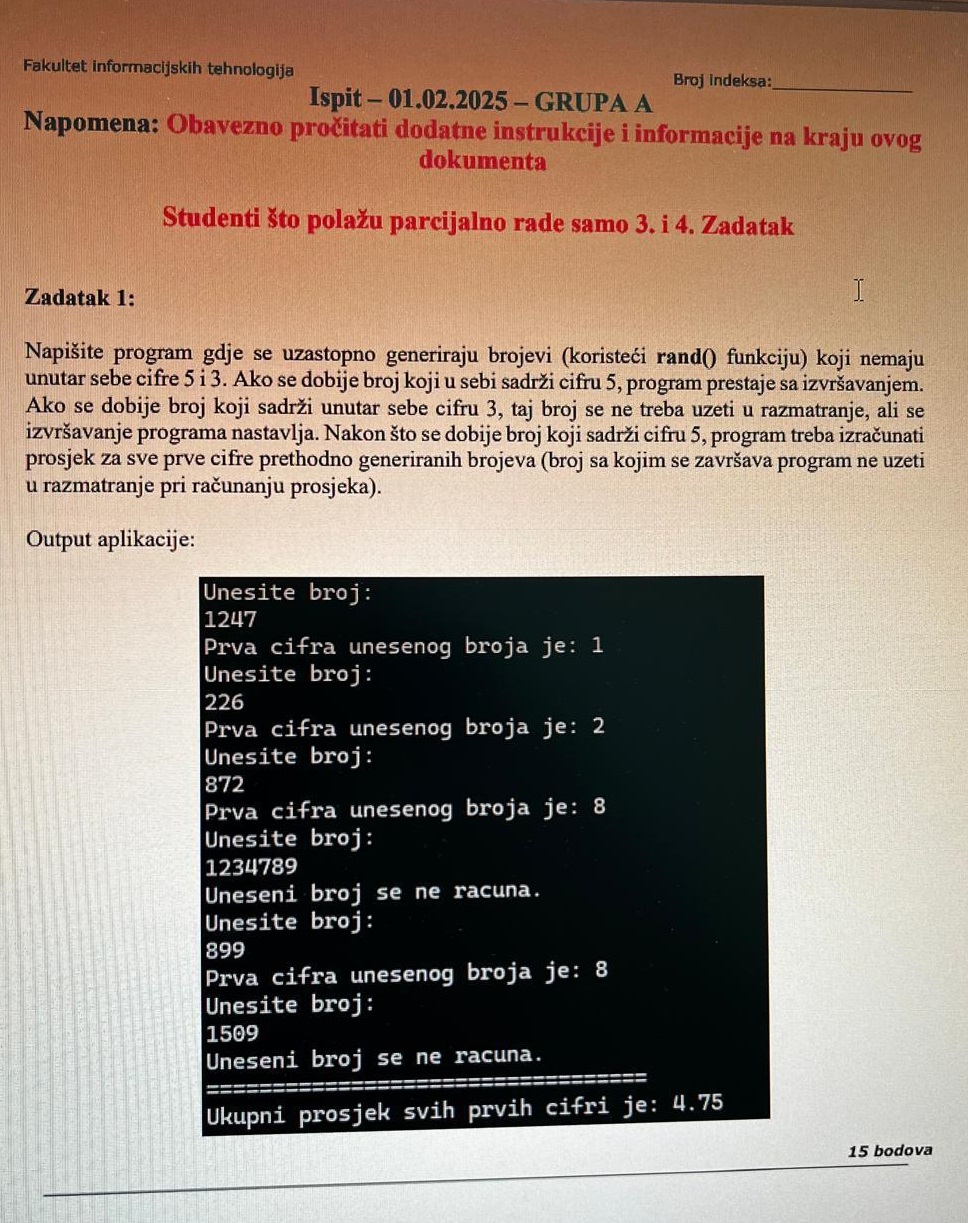 Fakultet informacijskih tehnologija
Broj indeksa:
Ispit – 01.02.2025 – GRUPA A
Napomena: Obavezno pročitati dodatne instrukcije i informacije na kraju ovog
dokumenta
Studenti što polažu parcijalno rade samo 3. i 4. Zadatak
Zadatak 1:
Napišite program gdje se uzastopno generiraju brojevi (koristeći rand() funkciju) koji nemaju
unutar sebe cifre 5 i 3. Ako se dobije broj koji u sebi sadrži cifru 5, program prestaje sa izvršavanjem.
Ako se dobije broj koji sadrži unutar sebe cifru 3, taj broj se ne treba uzeti u razmatranje, ali se
izvršavanje programa nastavlja. Nakon što se dobije broj koji sadrži cifru 5, program treba izračunati
prosjek za sve prve cifre prethodno generiranih brojeva (broj sa kojim se završava program ne uzeti
u razmatranje pri računanju prosjeka).
Output aplikacije:
Unesite broj:
1247
Prva cifra unesenog broja je: 1
Unesite broj:
226
Prva cifra unesenog broja je: 2
Unesite broj:
872
Prva cifra unesenog broja je: 8
Unesite broj:
1234789
Uneseni broj se ne racuna.
Unesite broj:
899
Prva cifra unesenog broja je: 8
Unesite broj:
1509
Uneseni broj se ne racuna.
=================================
Ukupni prosjek svih prvih cifri je: 4.75
15 bodova